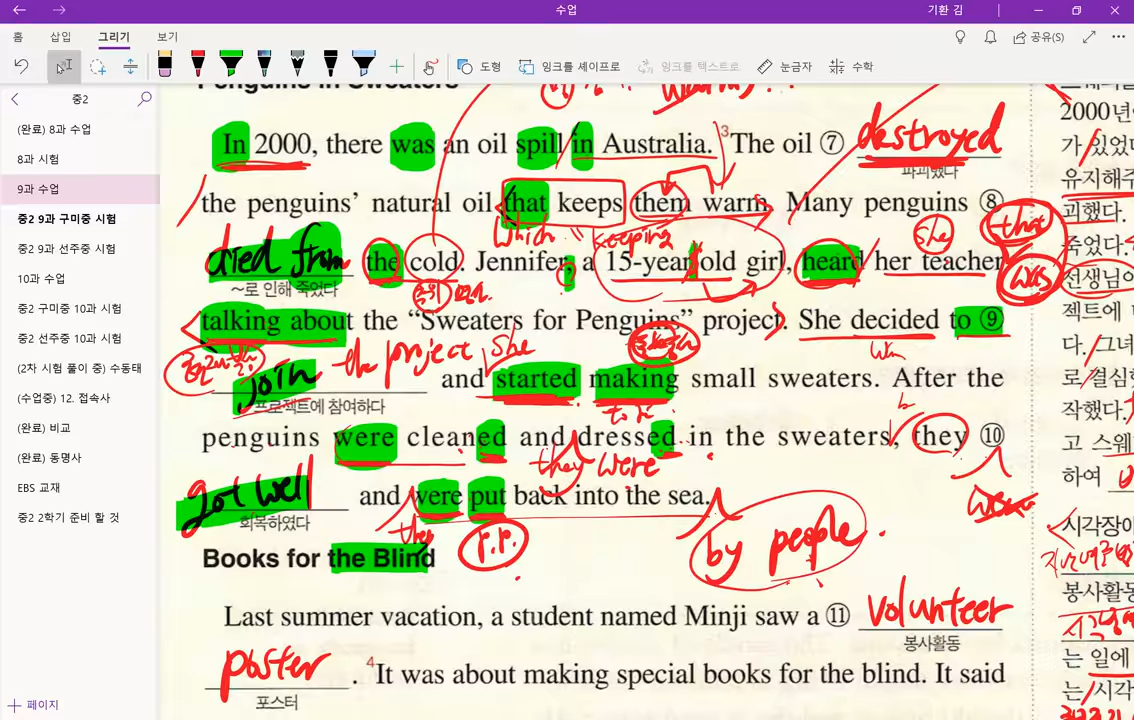 수업
기환 김
홈 삽입 그리기 보기
공유(S)
도형 잉크를 셰이프로 잉크를 텍스트로 눈금자 수학
중2
(완료) 8과 수업
8과 시험
9과 수업
중2 9과 구미중 시험
중2 9과 선주중 시험
10과 수업
중2 구미중 10과 시험
중2 선주중 10과 시험
(2차 시험 풀이 중) 수동태
(수업중) 12. 접속사
(완료) 비교
(완료) 동명사
EBS 교재
중2 2학기 준비 할 것
페이지
Penguins in Sweaters
In 2000, there was an oil spill in Australia. 3 The oil ⑦ destroyed
파괴했다
the penguins' natural oil that keeps them warm. Many penguins ⑧
which keeping she that
died from the cold. Jennifer, a 15-year old girl, heard her teacher
was
~로 인해 죽었다
talking about the "Sweaters for Penguins" project. She decided to ⑨
the project she
join and started making small sweaters. After the
프로젝트에 참여하다
penguins were cleaned and dressed in the sweaters, they ⑩
they were
got well and were put back into the sea.
회복하였다
they p.p. by people
Books for the Blind
Last summer vacation, a student named Minji saw a ⑪ volunteer
봉사활동
poster. 4 It was about making special books for the blind. It said
포스터
2000년
가 있었다
유지해주
괴했다.
죽었다.
선생님이
젝트에
다. 그녀
로 결심했
작했다.
고 스웨
하여
시각장애
봉사활동
시각
는 일에
는 시각